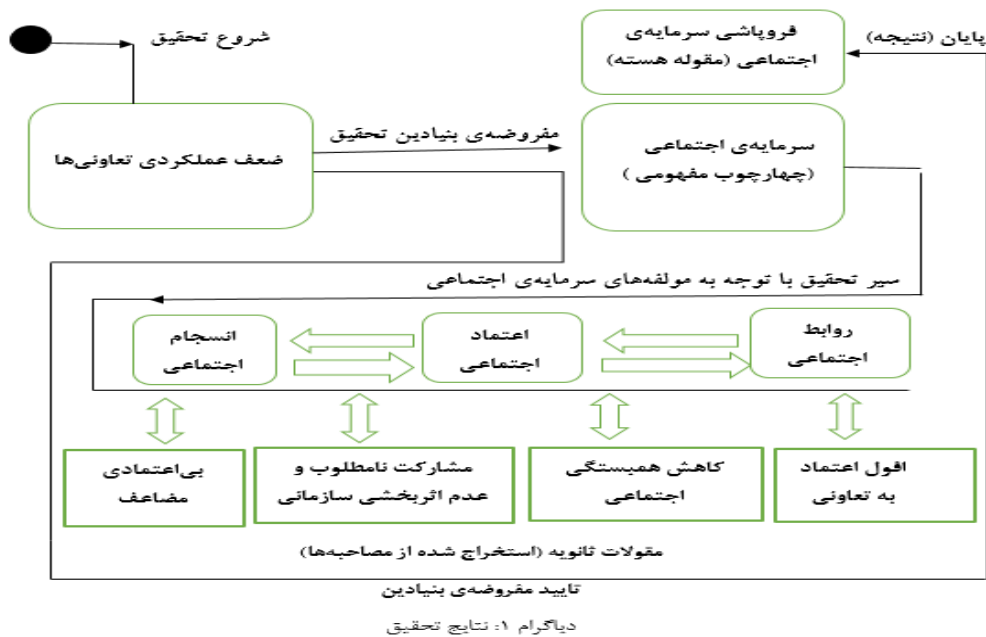 شروع تحقیق
فروپاشی سرمایه‌ی
اجتماعی (مقوله هسته)
پایان (نتیجه)
ضعف عملکردی تعاونی‌ها
مفروضه‌ی بنیادین تحقیق
سرمایه‌ی اجتماعی
(چهارچوب مفهومی )
سیر تحقیق با توجه به مولفه‌های سرمایه‌ی اجتماعی
روابط
اجتماعی
اعتماد
اجتماعی
انسجام
اجتماعی
اقول اعتماد
به تعاونی
کاهش همبستگی
اجتماعی
مشارکت نامطلوب و
عدم اثربخشی سازمانی
بی‌اعتمادی
مضاعف
مقولات ثانویه (استخراج شده از مصاحبه‌ها)
تایید مفروضه‌ی بنیادین
دیاگرام ۱: نتایج تحقیق